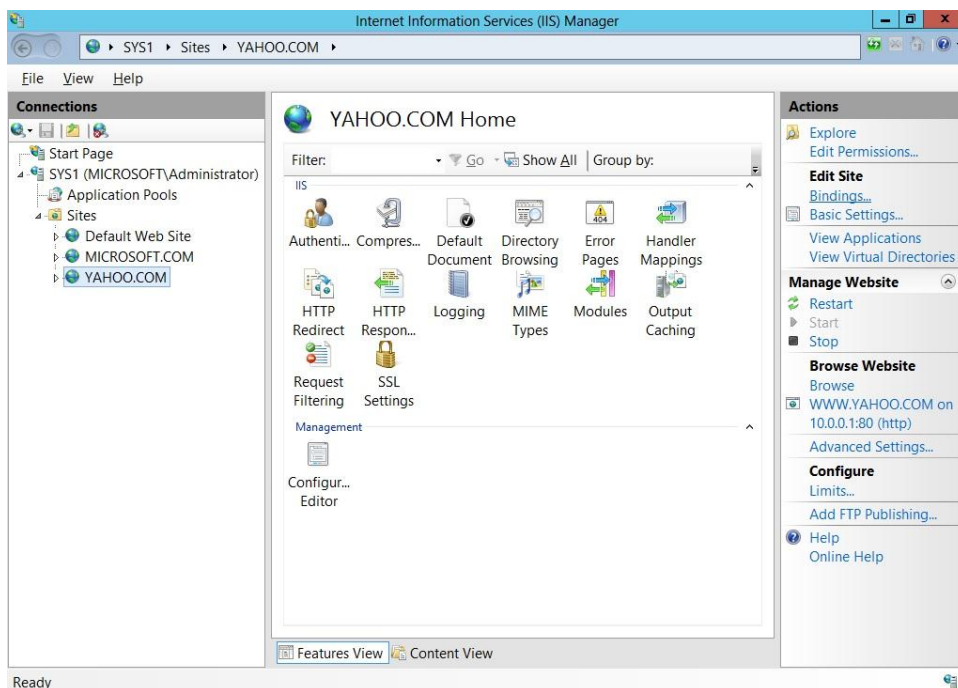 Internet Information Services (IIS) Manager
SYS1 Sites YAHOO.COM
File View Help
Connections
Start Page
SYS1 (MICROSOFT\Administrator)
Application Pools
Sites
Default Web Site
MICROSOFT.COM
YAHOO.COM
YAHOO.COM Home
Filter: Go Show All Group by:
IIS
Authenti... Compres... Default Document Directory Browsing Error Pages Handler Mappings
404
HTTP Redirect HTTP Respon... Logging MIME Types Modules Output Caching
Request Filtering SSL Settings
Management
Configur... Editor
Features View Content View
Actions
Explore
Edit Permissions...
Edit Site
Bindings...
Basic Settings...
View Applications
View Virtual Directories
Manage Website
Restart
Start
Stop
Browse Website
Browse
WWW.YAHOO.COM on
10.0.0.1:80 (http)
Advanced Settings...
Configure
Limits...
Add FTP Publishing...
Help
Online Help
Ready